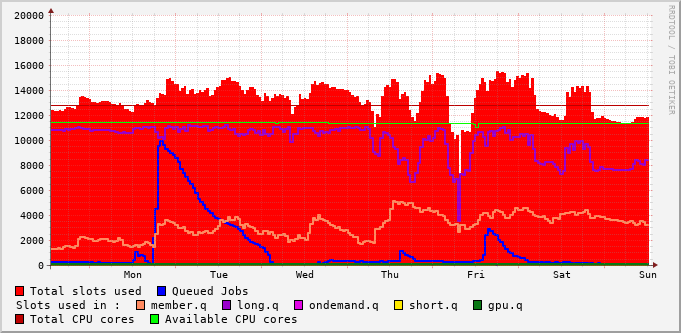 20000
18000
16000
14000
12000
10000
8000
6000
4000
2000
0
Mon Tue Wed Thu Fri Sat Sun
RRDTOOL / TOBI OETIKER
Total slots used Queued Jobs
Slots used in : member.q long.q ondemand.q short.q gpu.q
Total CPU cores Available CPU cores